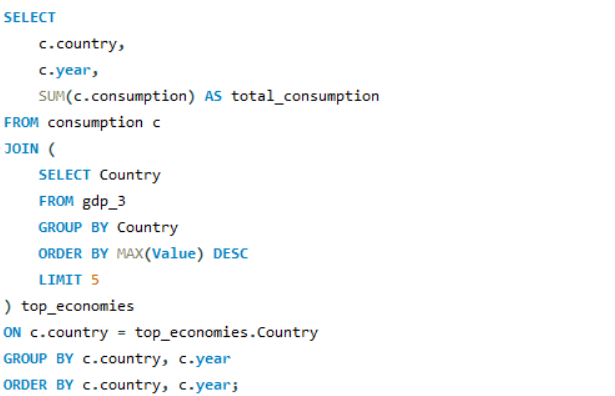 SELECT
    c.country,
    c.year,
    SUM(c.consumption) AS total_consumption
FROM consumption c
JOIN (
    SELECT Country
    FROM gdp_3
    GROUP BY Country
    ORDER BY MAX(Value) DESC
    LIMIT 5
) top_economies
ON c.country = top_economies.Country
GROUP BY c.country, c.year
ORDER BY c.country, c.year;